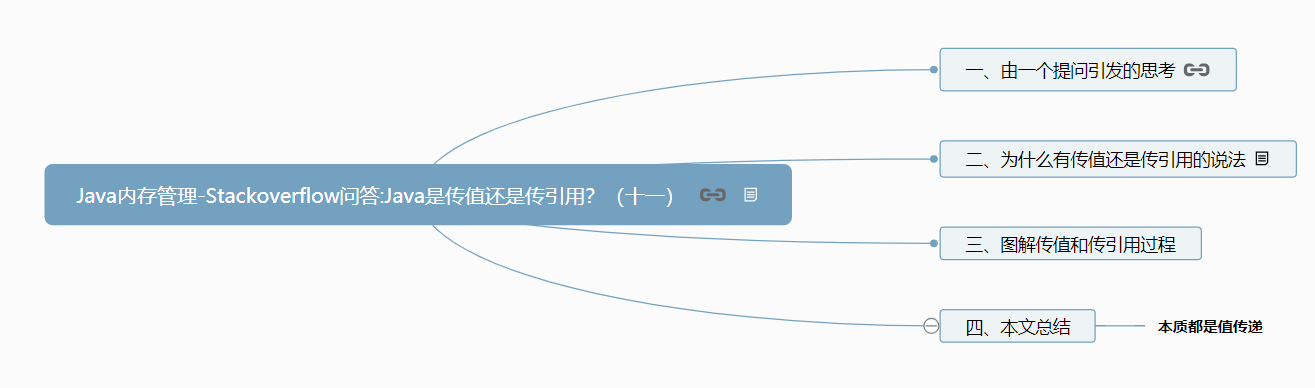 一、由一个提问引发的思考
二、为什么有传值还是传引用的说法
Java内存管理-Stackoverflow问答:Java是传值还是传引用？（十一）
三、图解传值和传引用过程
四、本文总结
本质都是值传递